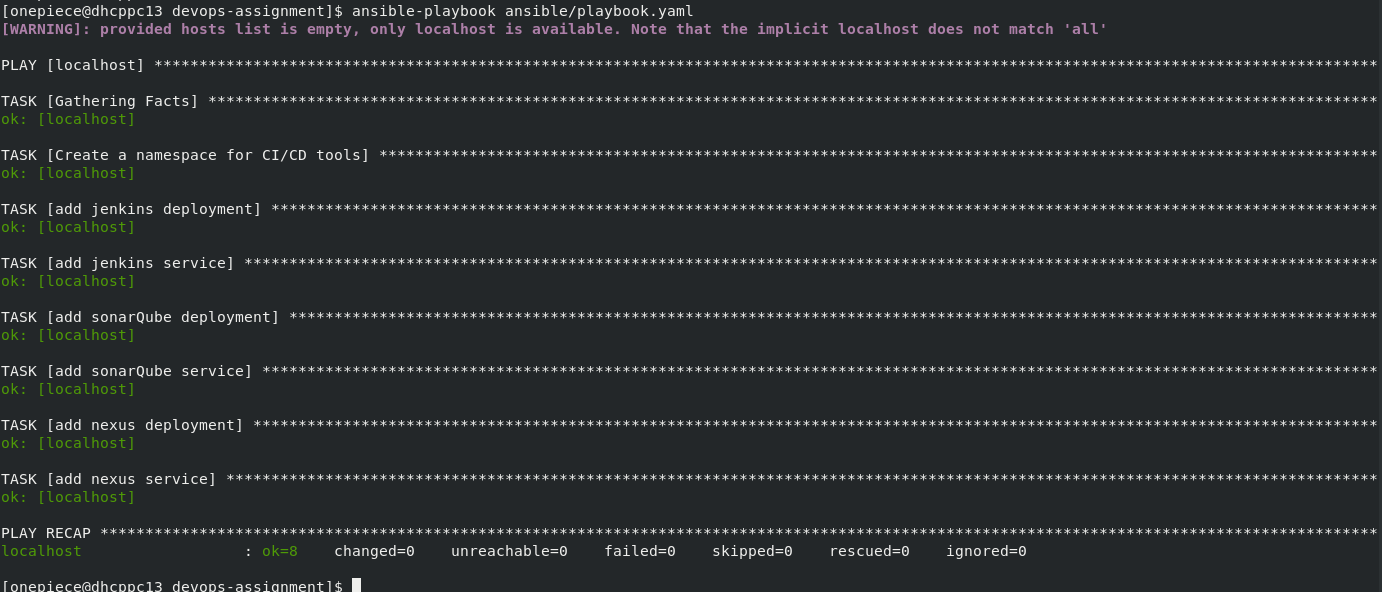 [onepiece@dhcppc13 devops-assignment]$ ansible-playbook ansible/playbook.yaml
[WARNING]: provided hosts list is empty, only localhost is available. Note that the implicit localhost does not match 'all'
PLAY [localhost] ****************************************************************************************************************************************
TASK [Gathering Facts] **********************************************************************************************************************************
ok: [localhost]
TASK [Create a namespace for CI/CD tools] ***************************************************************************************************************
ok: [localhost]
TASK [add jenkins deployment] ***************************************************************************************************************************
ok: [localhost]
TASK [add jenkins service] ******************************************************************************************************************************
ok: [localhost]
TASK [add sonarQube deployment] *************************************************************************************************************************
ok: [localhost]
TASK [add sonarQube service] ****************************************************************************************************************************
ok: [localhost]
TASK [add nexus deployment] *****************************************************************************************************************************
ok: [localhost]
TASK [add nexus service] ********************************************************************************************************************************
ok: [localhost]
PLAY RECAP **********************************************************************************************************************************************
localhost                  : ok=8    changed=0    unreachable=0    failed=0    skipped=0    rescued=0    ignored=0
[onepiece@dhcppc13 devops-assignment]$